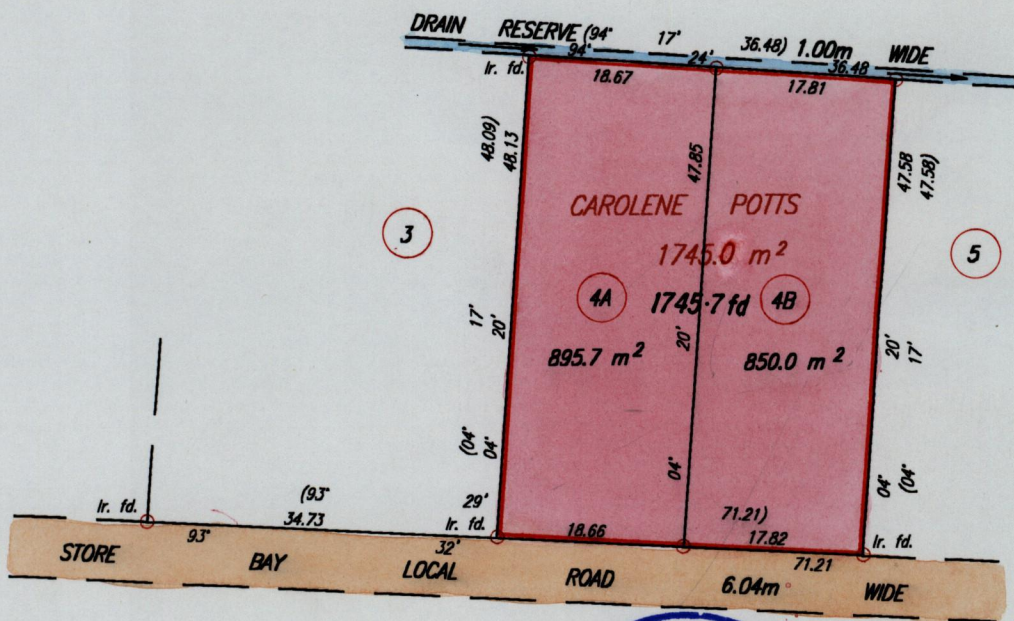 DRAIN RESERVE (94° 17' 36.48) 1.00m WIDE
94° 24' 36.48
Ir. fd. 18.67 17.81
48.09)
48.13
47.85
47.58
47.58)
CAROLENE POTTS
3
1745.0 m²
5
4A 1745·7 fd 4B
17'
20'
20'
20'
17'
895.7 m² 850.0 m²
(04°
04°
04°
04°
(04°
Ir. fd. (93° 29'
34.73 Ir. fd. 18.66 71.21)
17.82 Ir. fd.
93° 32' 71.21
STORE BAY LOCAL ROAD 6.04m WIDE